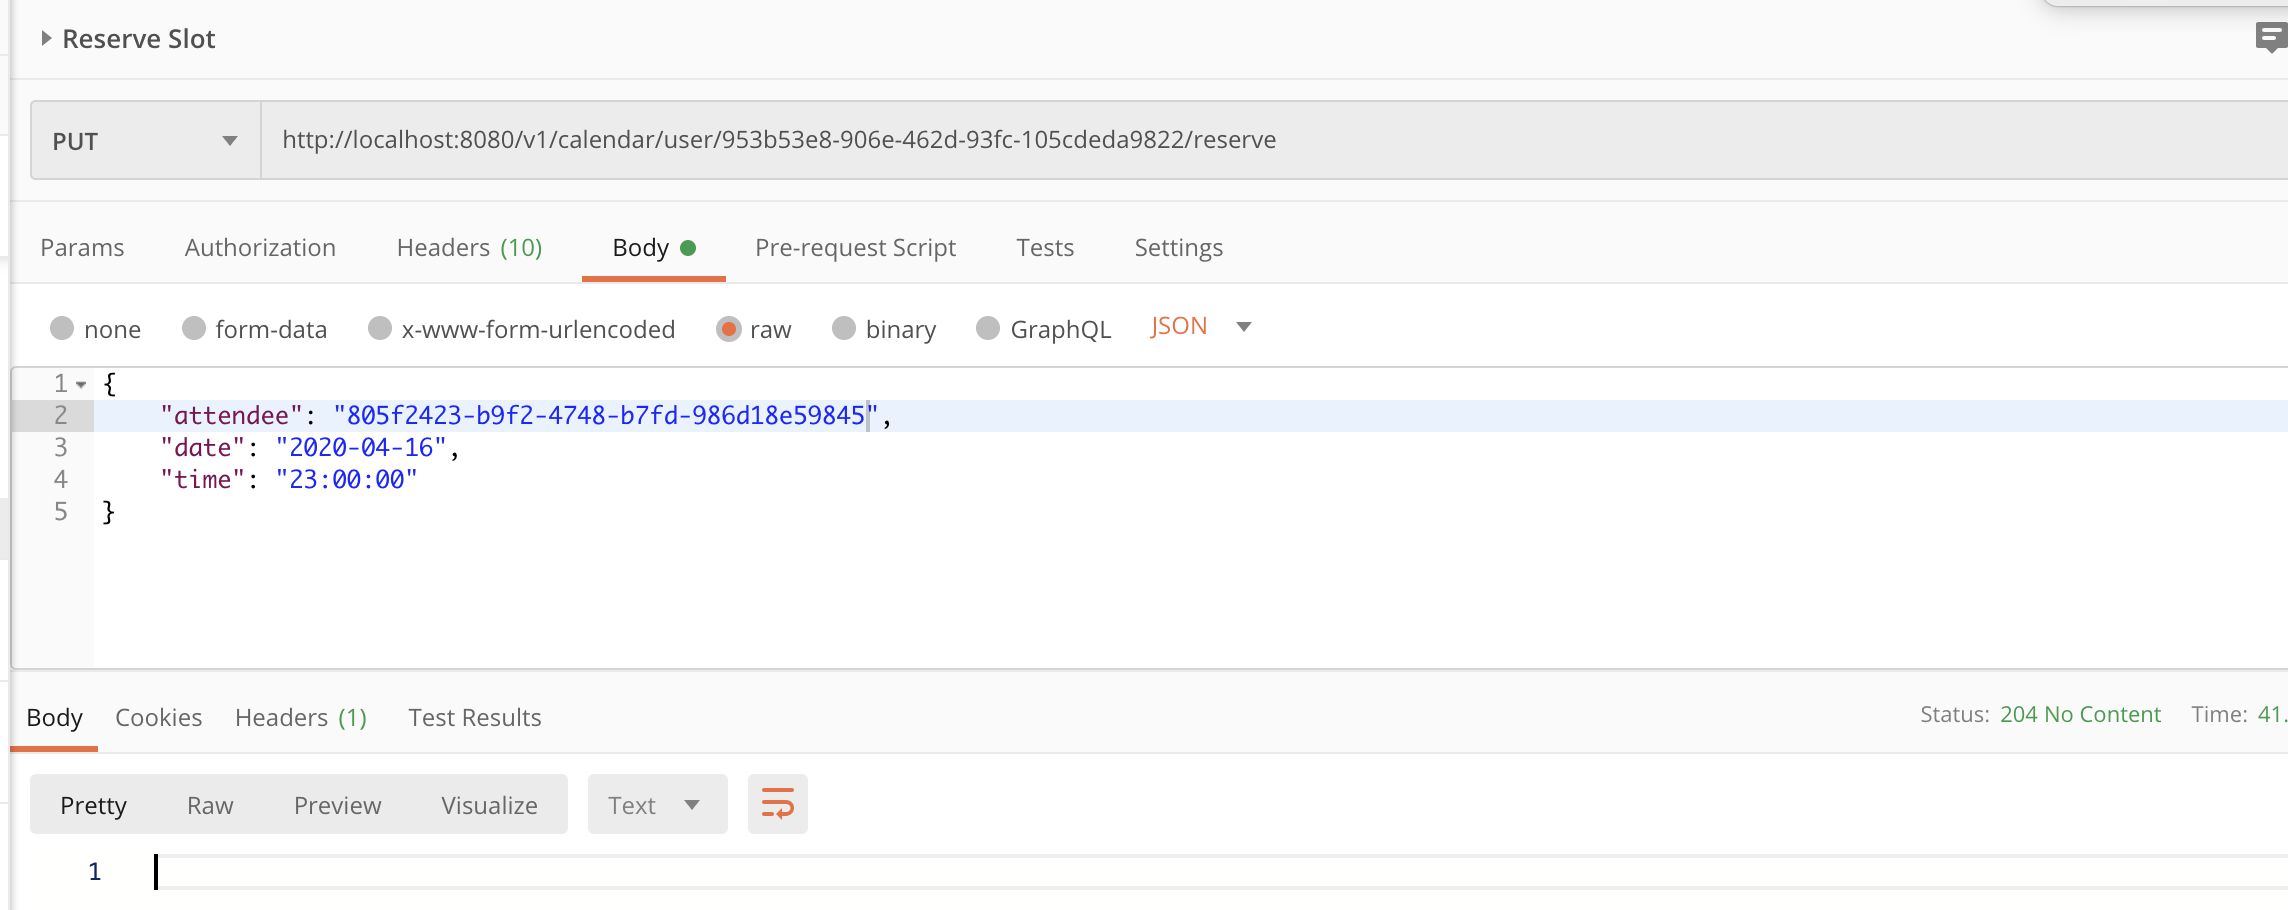 Reserve Slot
PUT http://localhost:8080/v1/calendar/user/953b53e8-906e-462d-93fc-105cdeda9822/reserve
Params Authorization Headers (10) Body Pre-request Script Tests Settings
none form-data x-www-form-urlencoded raw binary GraphQL JSON
1 {
2 "attendee": "805f2423-b9f2-4748-b7fd-986d18e59845",
3 "date": "2020-04-16",
4 "time": "23:00:00"
5 }
Body Cookies Headers (1) Test Results Status: 204 No Content Time: 41.
Pretty Raw Preview Visualize Text
1